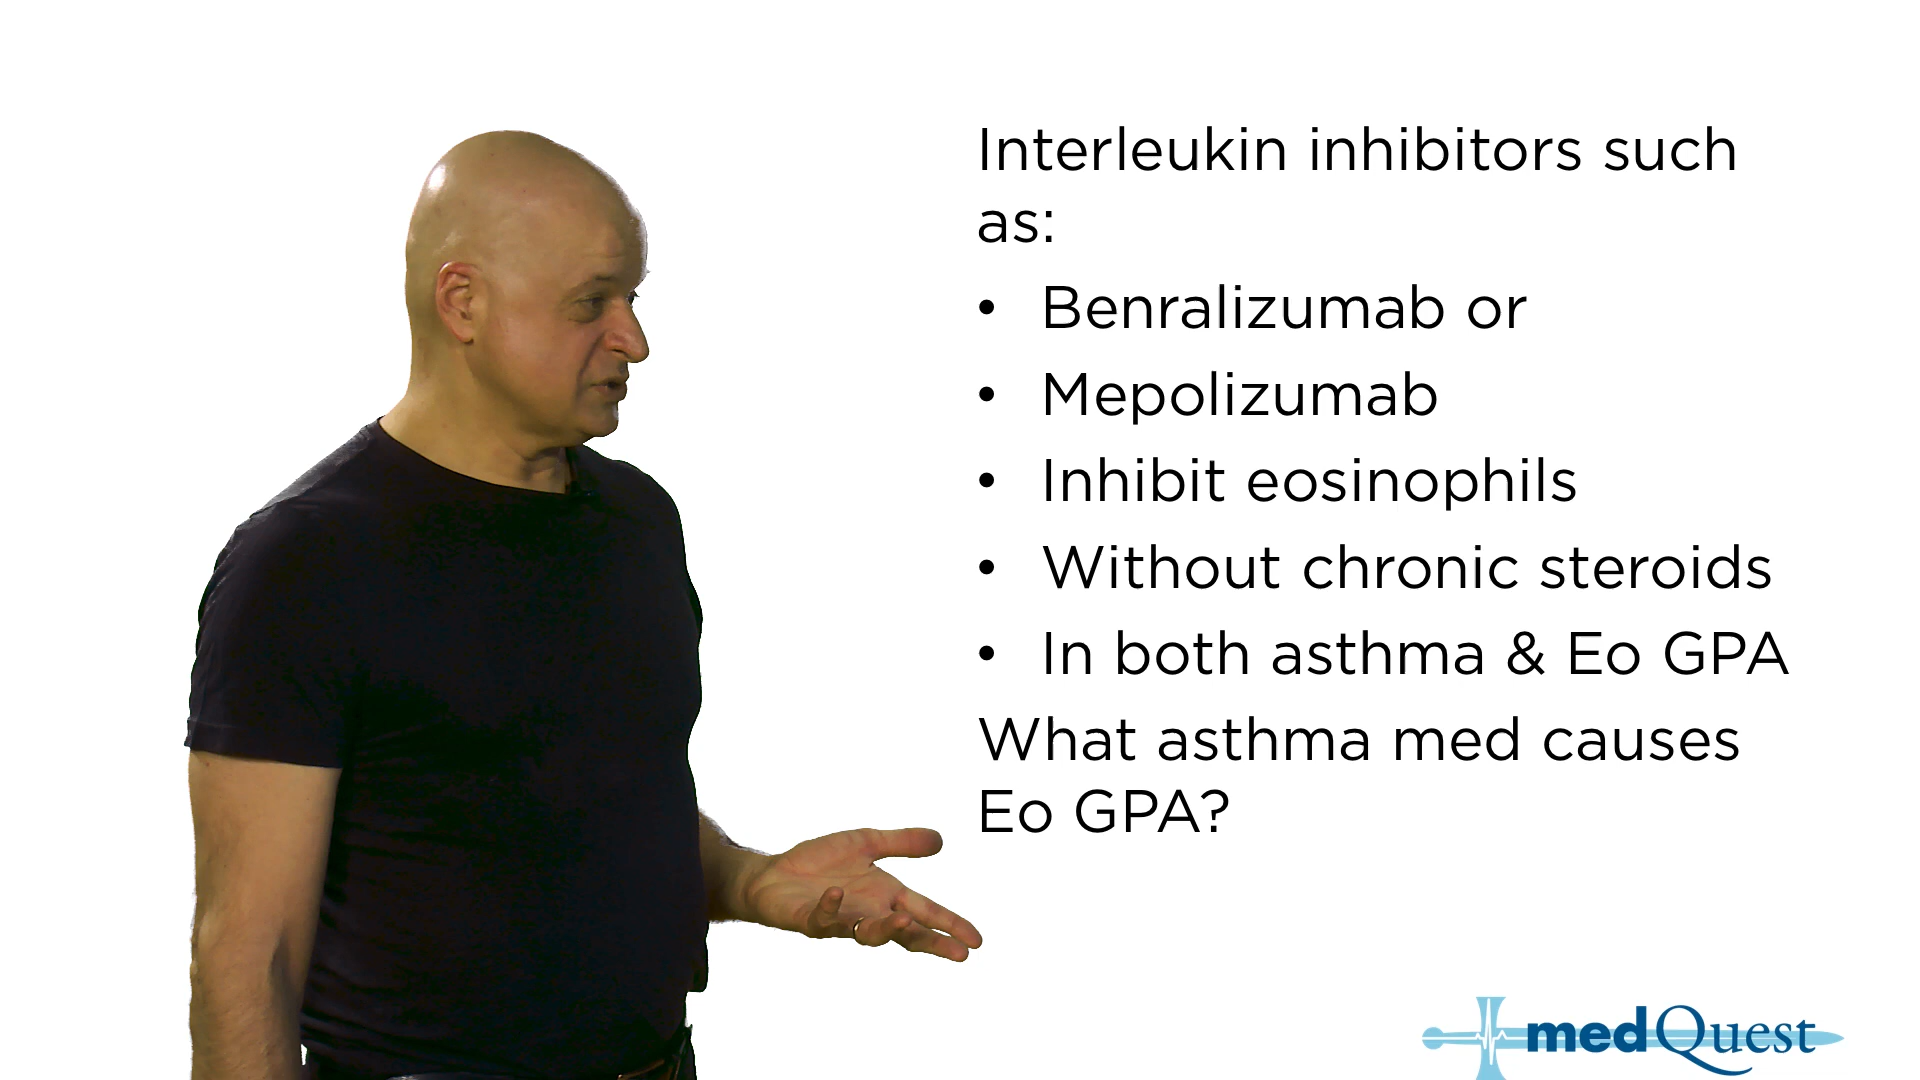 Interleukin inhibitors such
as:
• Benralizumab or
• Mepolizumab
• Inhibit eosinophils
• Without chronic steroids
• In both asthma & Eo GPA
What asthma med causes
Eo GPA?
medQuest